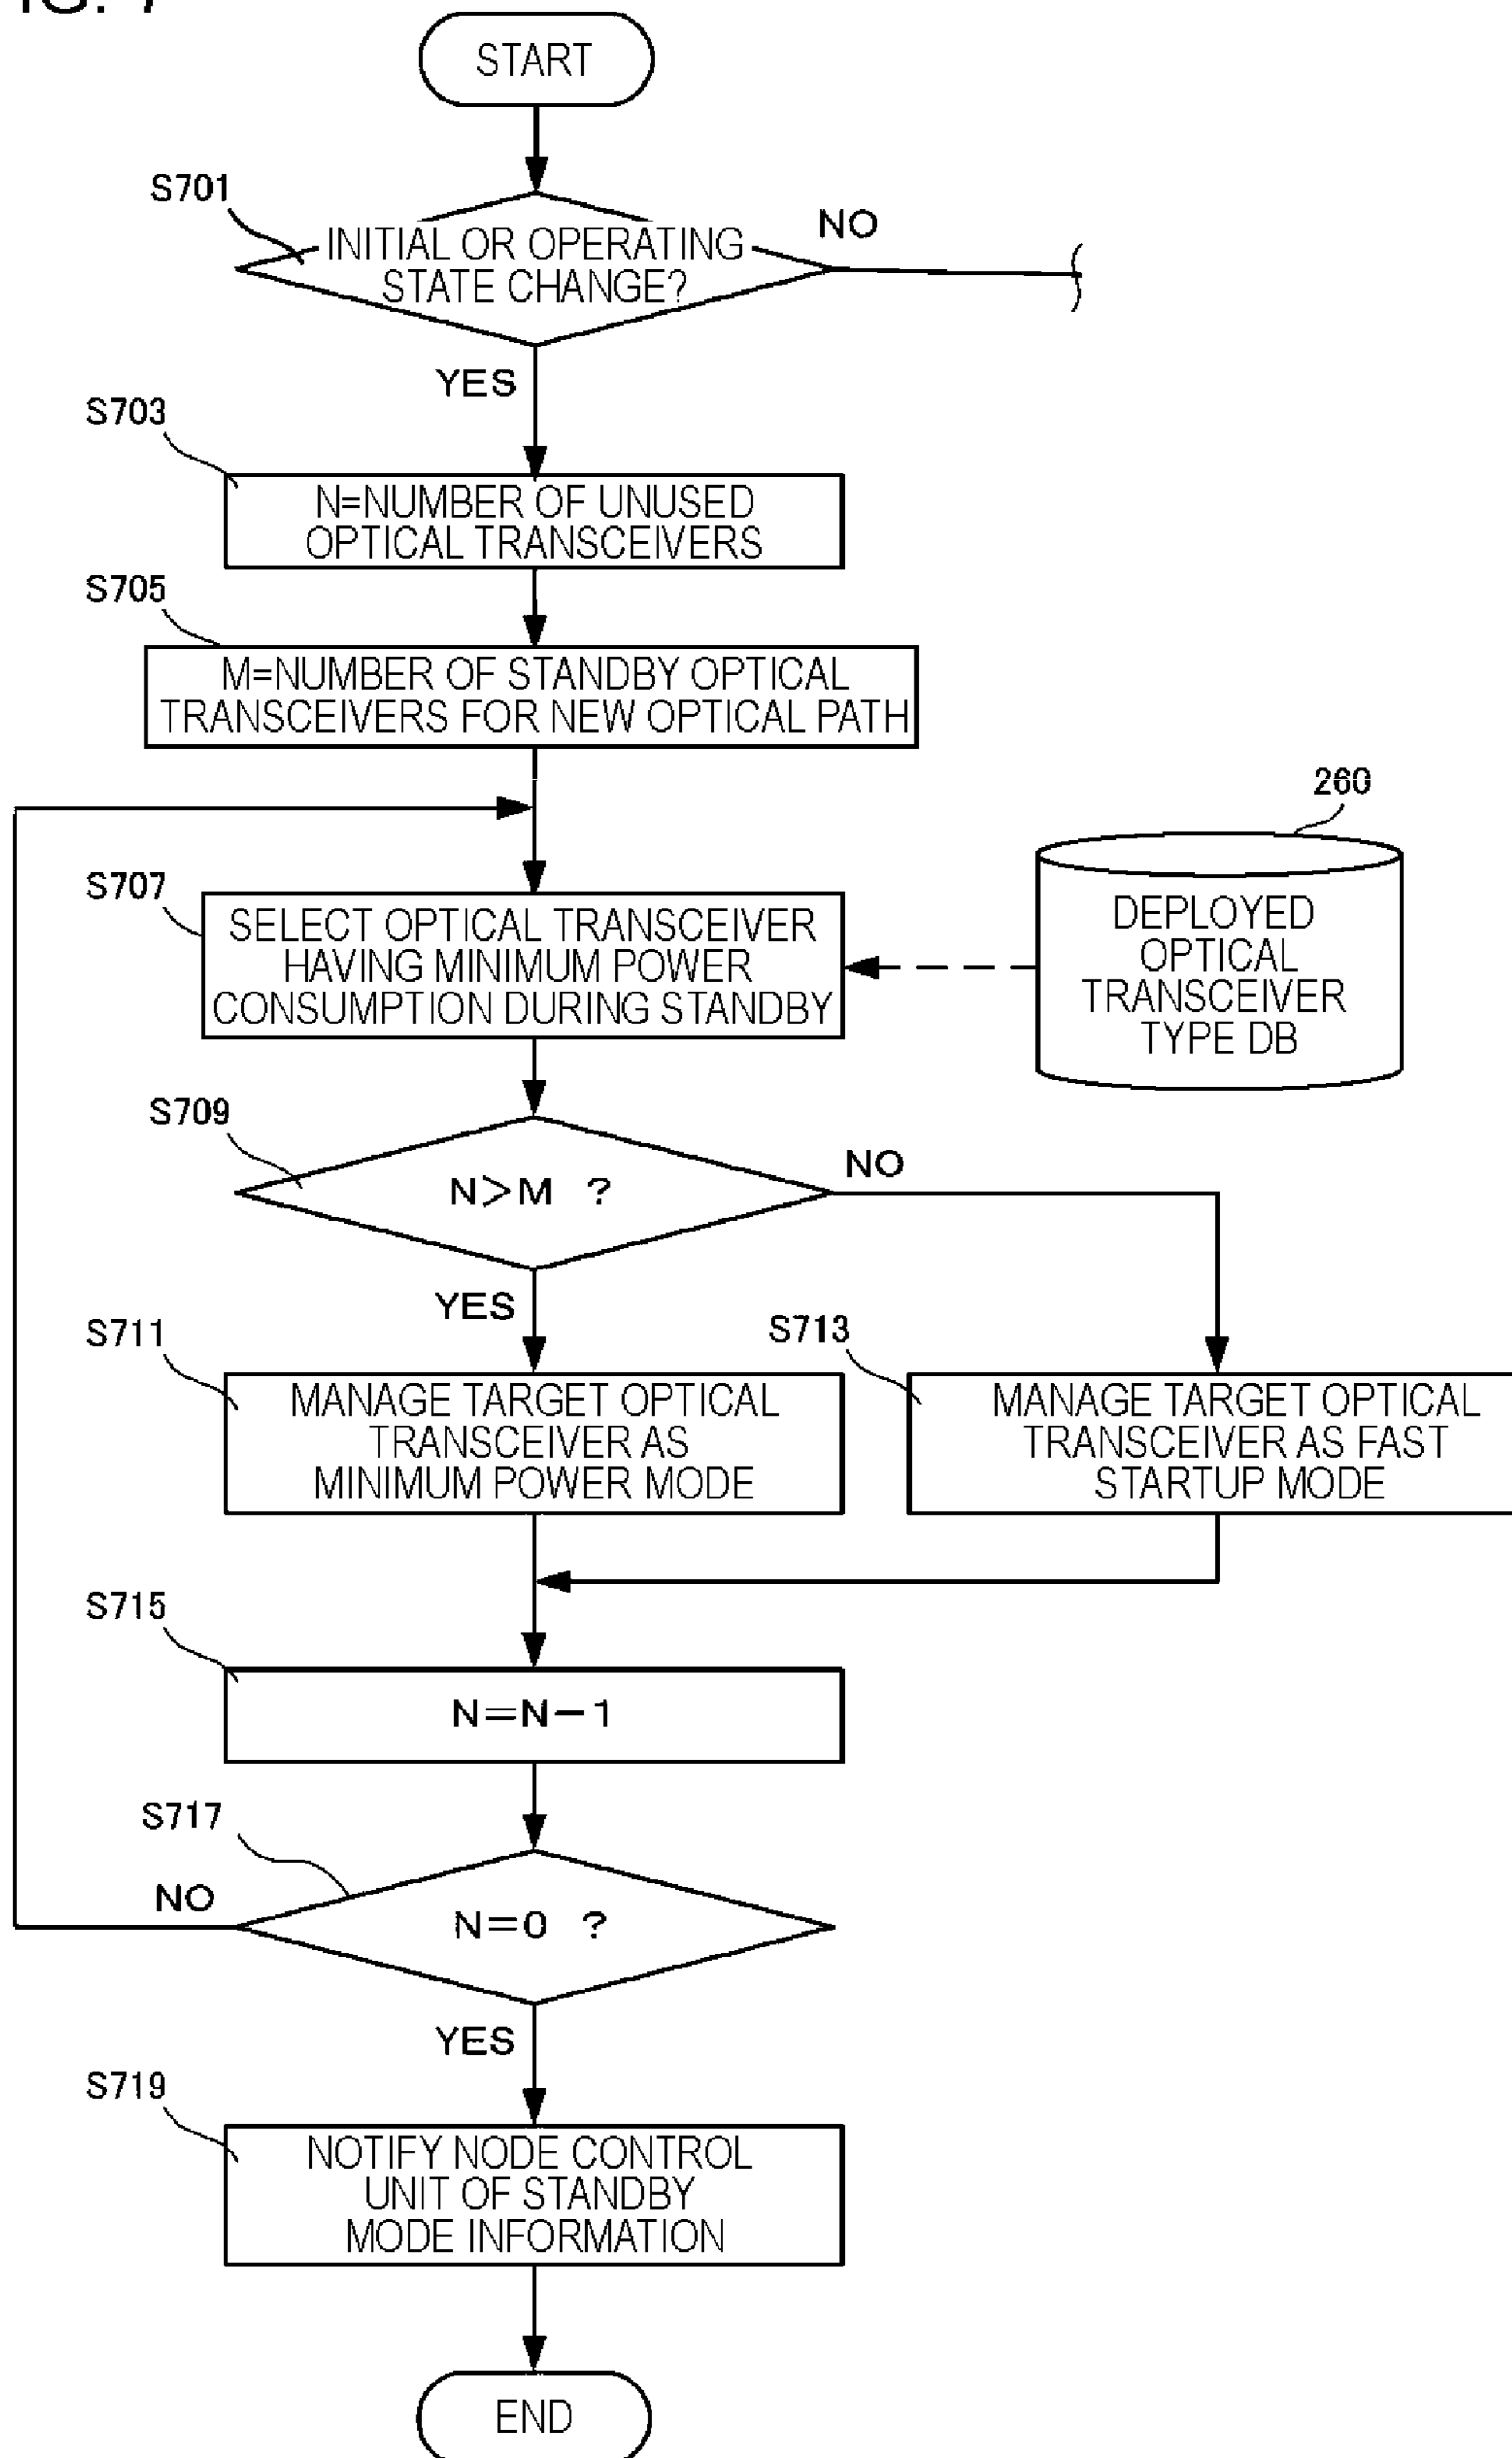 START
S701
INITIAL OR OPERATING
STATE CHANGE?
NO
YES
S703
N=NUMBER OF UNUSED
OPTICAL TRANSCEIVERS
S705
M=NUMBER OF STANDBY OPTICAL
TRANSCEIVERS FOR NEW OPTICAL PATH
260
DEPLOYED
OPTICAL
TRANSCEIVER
TYPE DB
S707
SELECT OPTICAL TRANSCEIVER
HAVING MINIMUM POWER
CONSUMPTION DURING STANDBY
S709
N>M ?
NO
YES
S711
MANAGE TARGET OPTICAL
TRANSCEIVER AS
MINIMUM POWER MODE
S713
MANAGE TARGET OPTICAL
TRANSCEIVER AS FAST
STARTUP MODE
S715
N=N-1
S717
NO
N=0 ?
YES
S719
NOTIFY NODE CONTROL
UNIT OF STANDBY
MODE INFORMATION
END